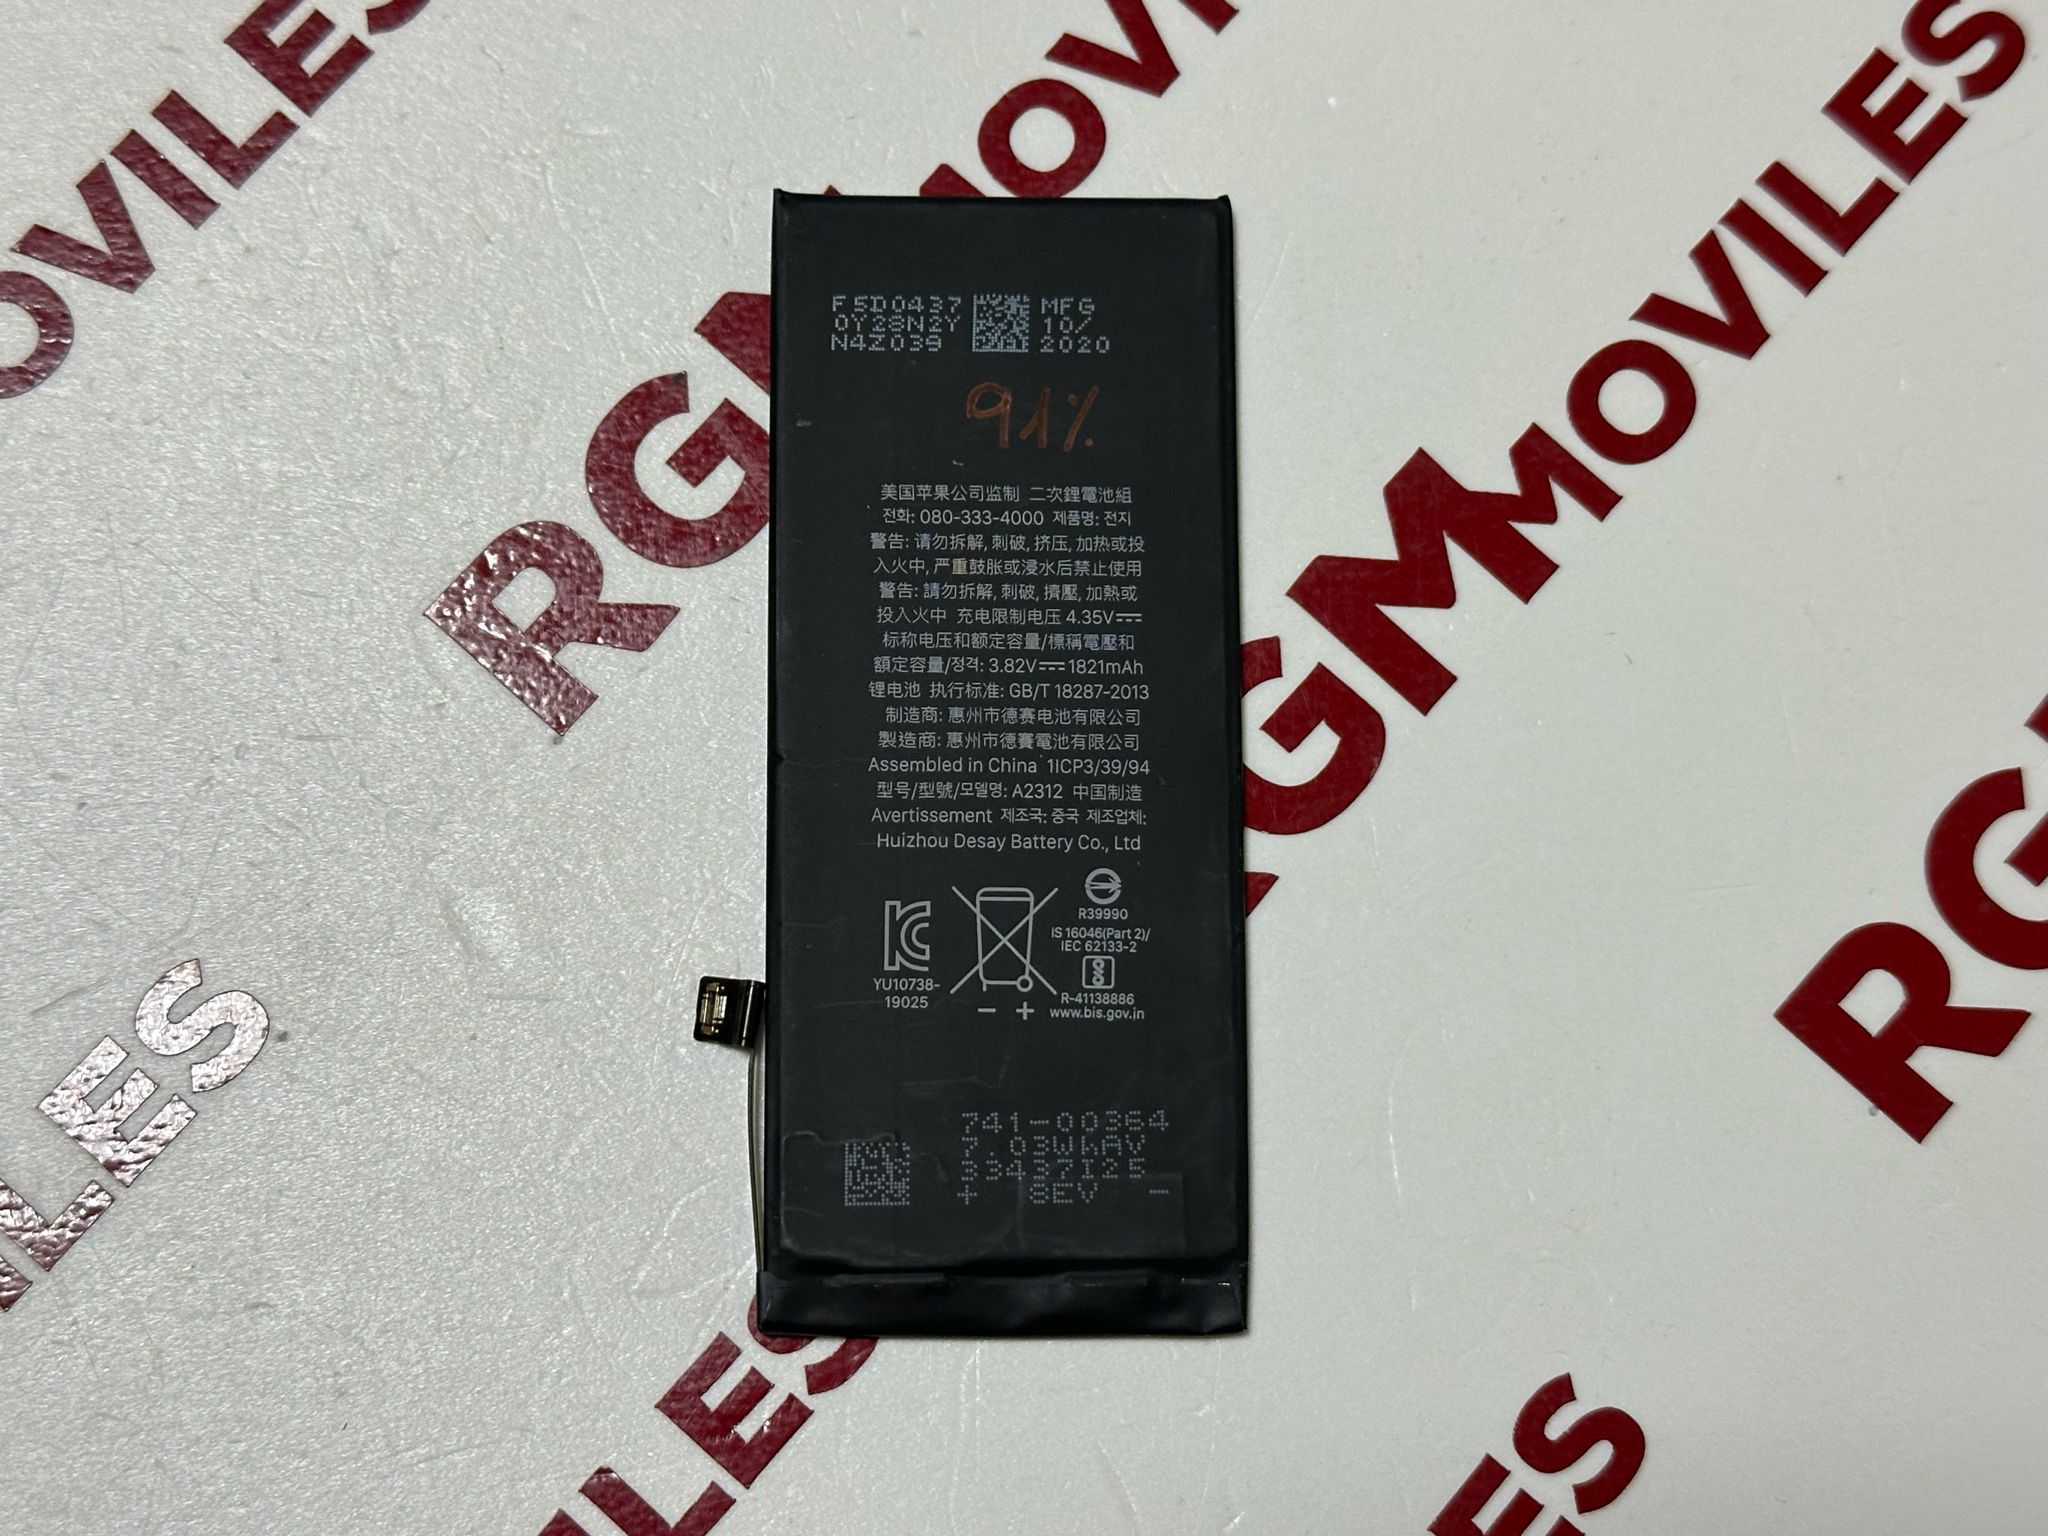 RGMMOVILES
F5D0437
0Y28N2Y
N4Z039
MFG
10/
2020
91%
美国苹果公司监制 二次鋰電池組
전화: 080-333-4000 제품명: 전지
警告: 请勿拆解, 刺破, 挤压, 加热或投
入火中, 严重鼓胀或浸水后禁止使用
警告: 請勿拆解, 刺破, 擠壓, 加熱或
投入火中 充电限制电压 4.35V⎓
标称电压和额定容量/標稱電壓和
額定容量/정격: 3.82V⎓1821mAh
锂电池 执行标准: GB/T 18287-2013
制造商: 惠州市德赛电池有限公司
製造商: 惠州市德賽電池有限公司
Assembled in China 1ICP3/39/94
型号/型號/모델명: A2312 中国制造
Avertissement 제조국: 중국 제조업체:
Huizhou Desay Battery Co., Ltd
R39990
IS 16046(Part 2)/
IEC 62133-2
YU10738-
19025
R-41138886
www.bis.gov.in
− +
741-00364
7.03WhAY
33437I25
+ 8EV −